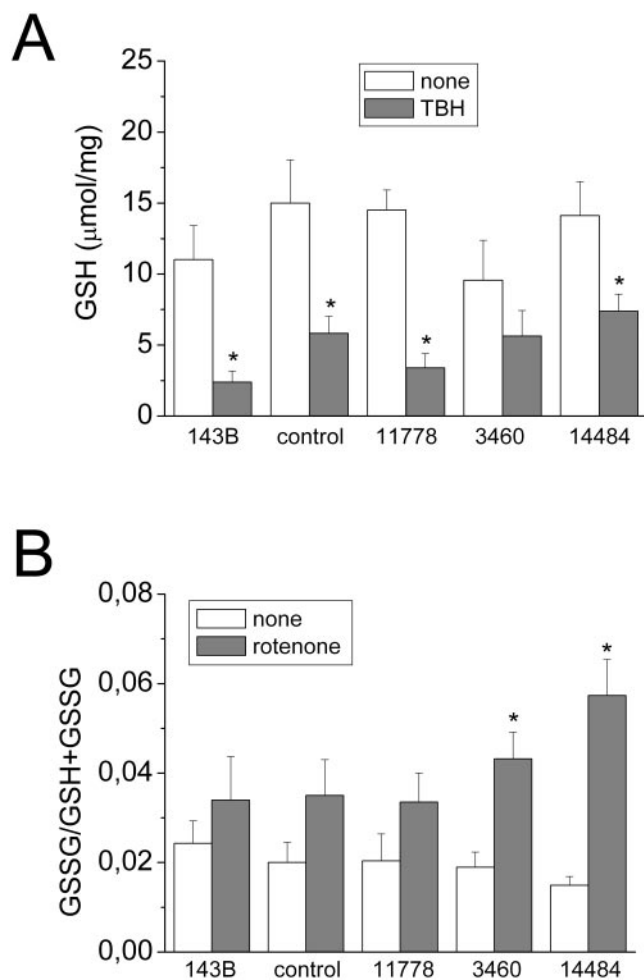 A
GSH (μmol/mg)
25
20
15
10
5
0
none
TBH
*
*
*
*
143B control 11778 3460 14484
B
GSSG/GSH+GSSG
0,08
0,06
0,04
0,02
0,00
none
rotenone
*
*
143B control 11778 3460 14484